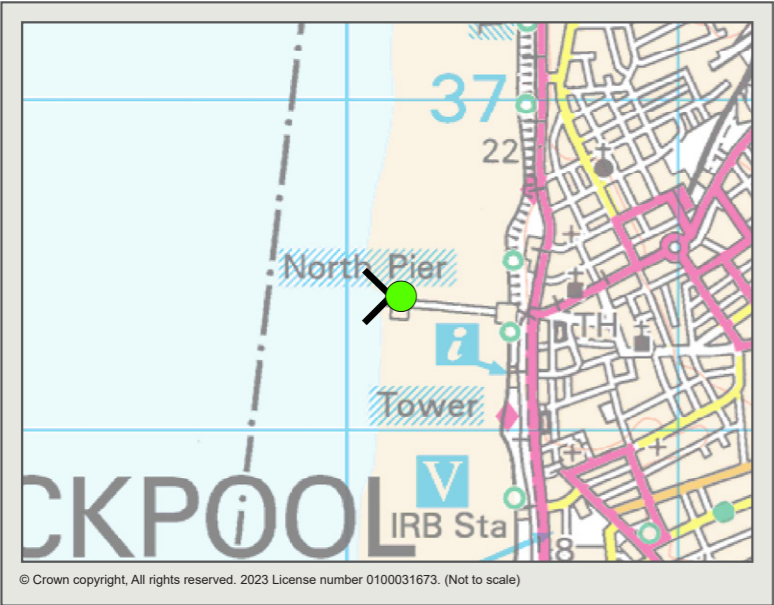 37
22
North Pier
TH
i
Tower
V
CKPOOL
IRB Sta
8
© Crown copyright, All rights reserved. 2023 License number 0100031673. (Not to scale)